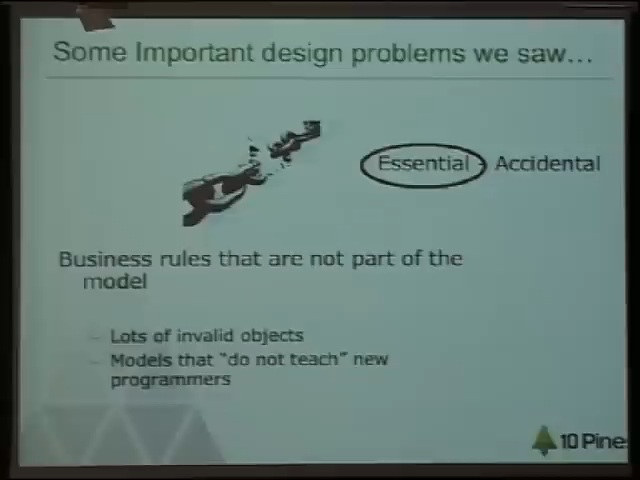 Some Important design problems we saw...
Essential - Accidental
Business rules that are not part of the
model
– Lots of invalid objects
– Models that "do not teach" new
programmers
10 Pine